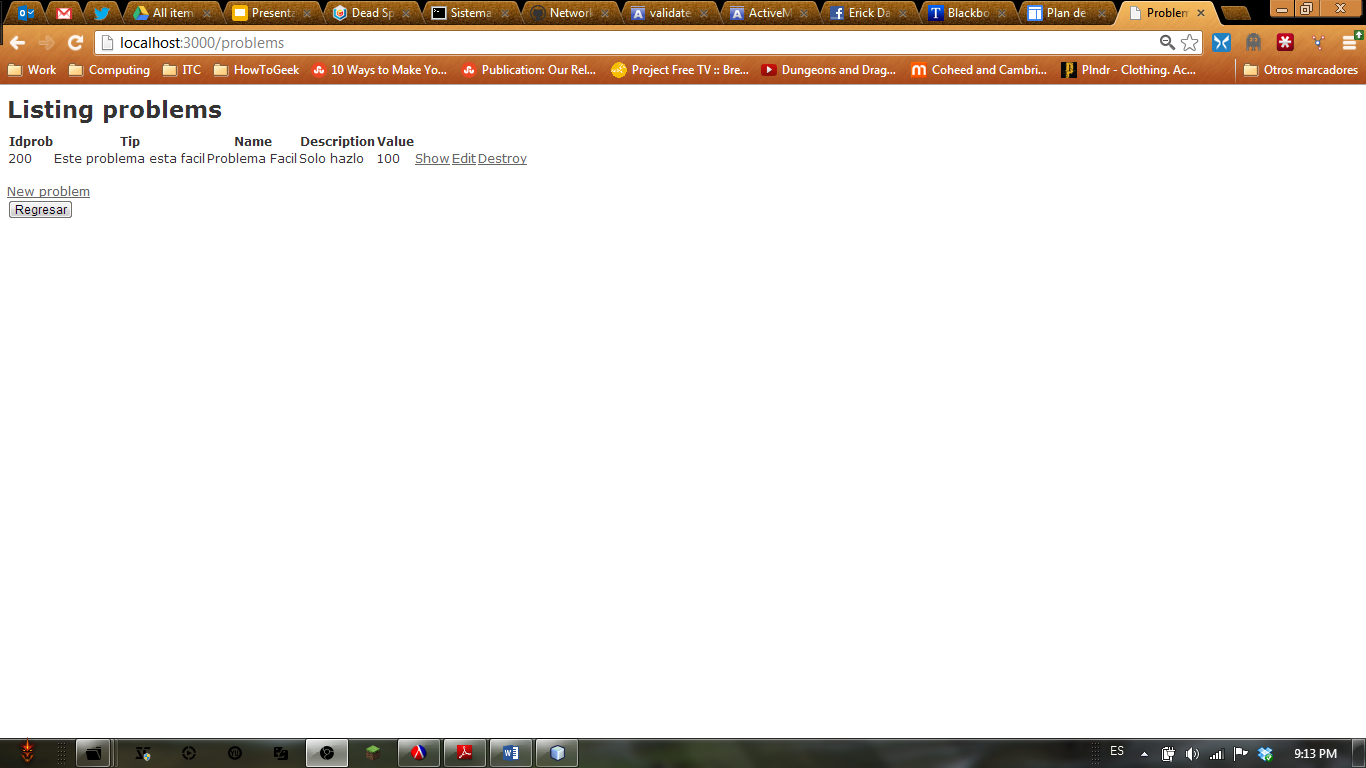 All item
Presenta
Dead Sp
Sistema
Network
validate
ActiveM
Erick Da
Blackbo
Plan de
Problem
localhost:3000/problems
Work
Computing
ITC
HowToGeek
10 Ways to Make Yo...
Publication: Our Rel...
Project Free TV :: Bre...
Dungeons and Drag...
Coheed and Cambri...
Plndr - Clothing. Ac...
Otros marcadores
Listing problems
Idprob Tip Name Description Value
200 Este problema esta facil Problema Facil Solo hazlo 100 Show Edit Destroy
New problem
Regresar
ES
9:13 PM